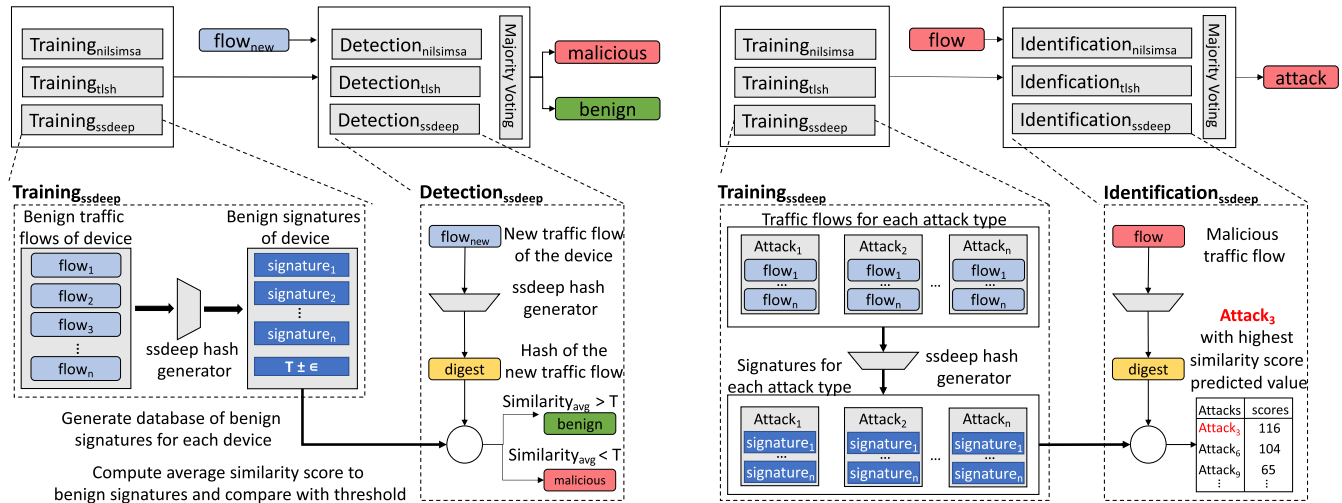 Training_nilsimsa
Training_tlsh
Training_ssdeep
flow_new
Detection_nilsimsa
Detection_tlsh
Detection_ssdeep
Majority Voting
malicious
benign
Training_ssdeep
Benign traffic
flows of device
flow_1
flow_2
flow_3
⋮
flow_n
ssdeep hash
generator
Benign signatures
of device
signature_1
signature_2
⋮
signature_n
T ± ∈
Generate database of benign
signatures for each device
Compute average similarity score to
benign signatures and compare with threshold
Detection_ssdeep
flow_new
New traffic flow
of the device
ssdeep hash
generator
Hash of the
new traffic flow
digest
Similarity_avg > T
benign
Similarity_avg < T
malicious
Training_nilsimsa
Training_tlsh
Training_ssdeep
flow
Identification_nilsimsa
Idenfication_tlsh
Identification_ssdeep
Majority Voting
attack
Training_ssdeep
Traffic flows for each attack type
Attack_1
flow_1
...
flow_n
Attack_2
flow_1
...
flow_n
...
Attack_n
flow_1
...
flow_n
ssdeep hash
generator
Signatures for
each attack type
Attack_1
signature_1
...
signature_n
Attack_2
signature_1
...
signature_n
...
Attack_n
signature_1
...
signature_n
Identification_ssdeep
flow
Malicious
traffic flow
Attack_3
with highest
similarity score
predicted value
digest
Attacks scores
Attack_3 116
Attack_6 104
Attack_9 65
⋮ ⋮